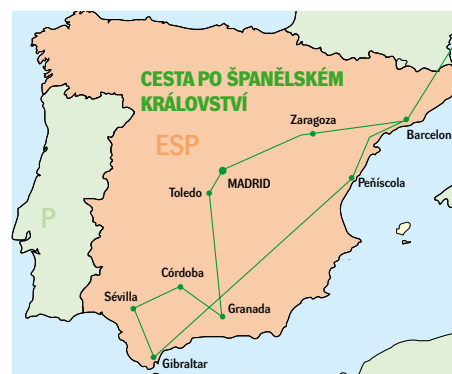 CESTA PO ŠPANĚLSKÉM
KRÁLOVSTVÍ
Zaragoza
Barcelon
ESP
MADRID
Peñíscola
Toledo
P
Córdoba
Sévilla
Granada
Gibraltar